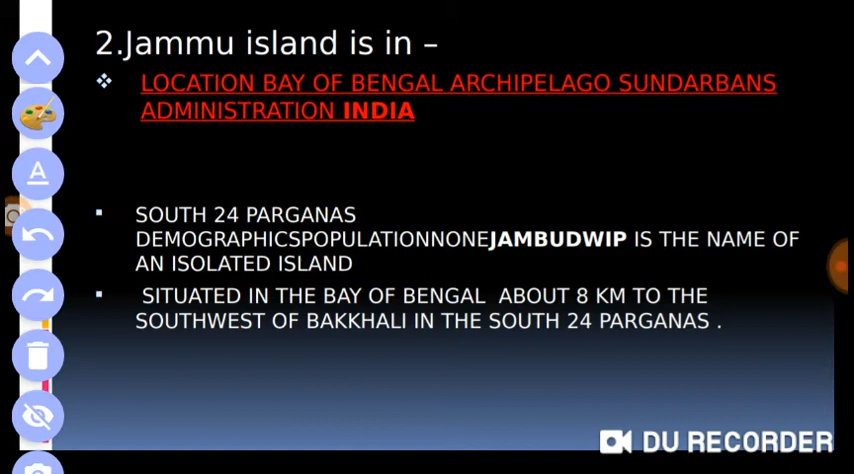 2.Jammu island is in –
LOCATION BAY OF BENGAL ARCHIPELAGO SUNDARBANS
ADMINISTRATION INDIA
SOUTH 24 PARGANAS
DEMOGRAPHICSPOPULATIONNONEJAMBUDWIP IS THE NAME OF
AN ISOLATED ISLAND
SITUATED IN THE BAY OF BENGAL ABOUT 8 KM TO THE
SOUTHWEST OF BAKKHALI IN THE SOUTH 24 PARGANAS .
DU RECORDER